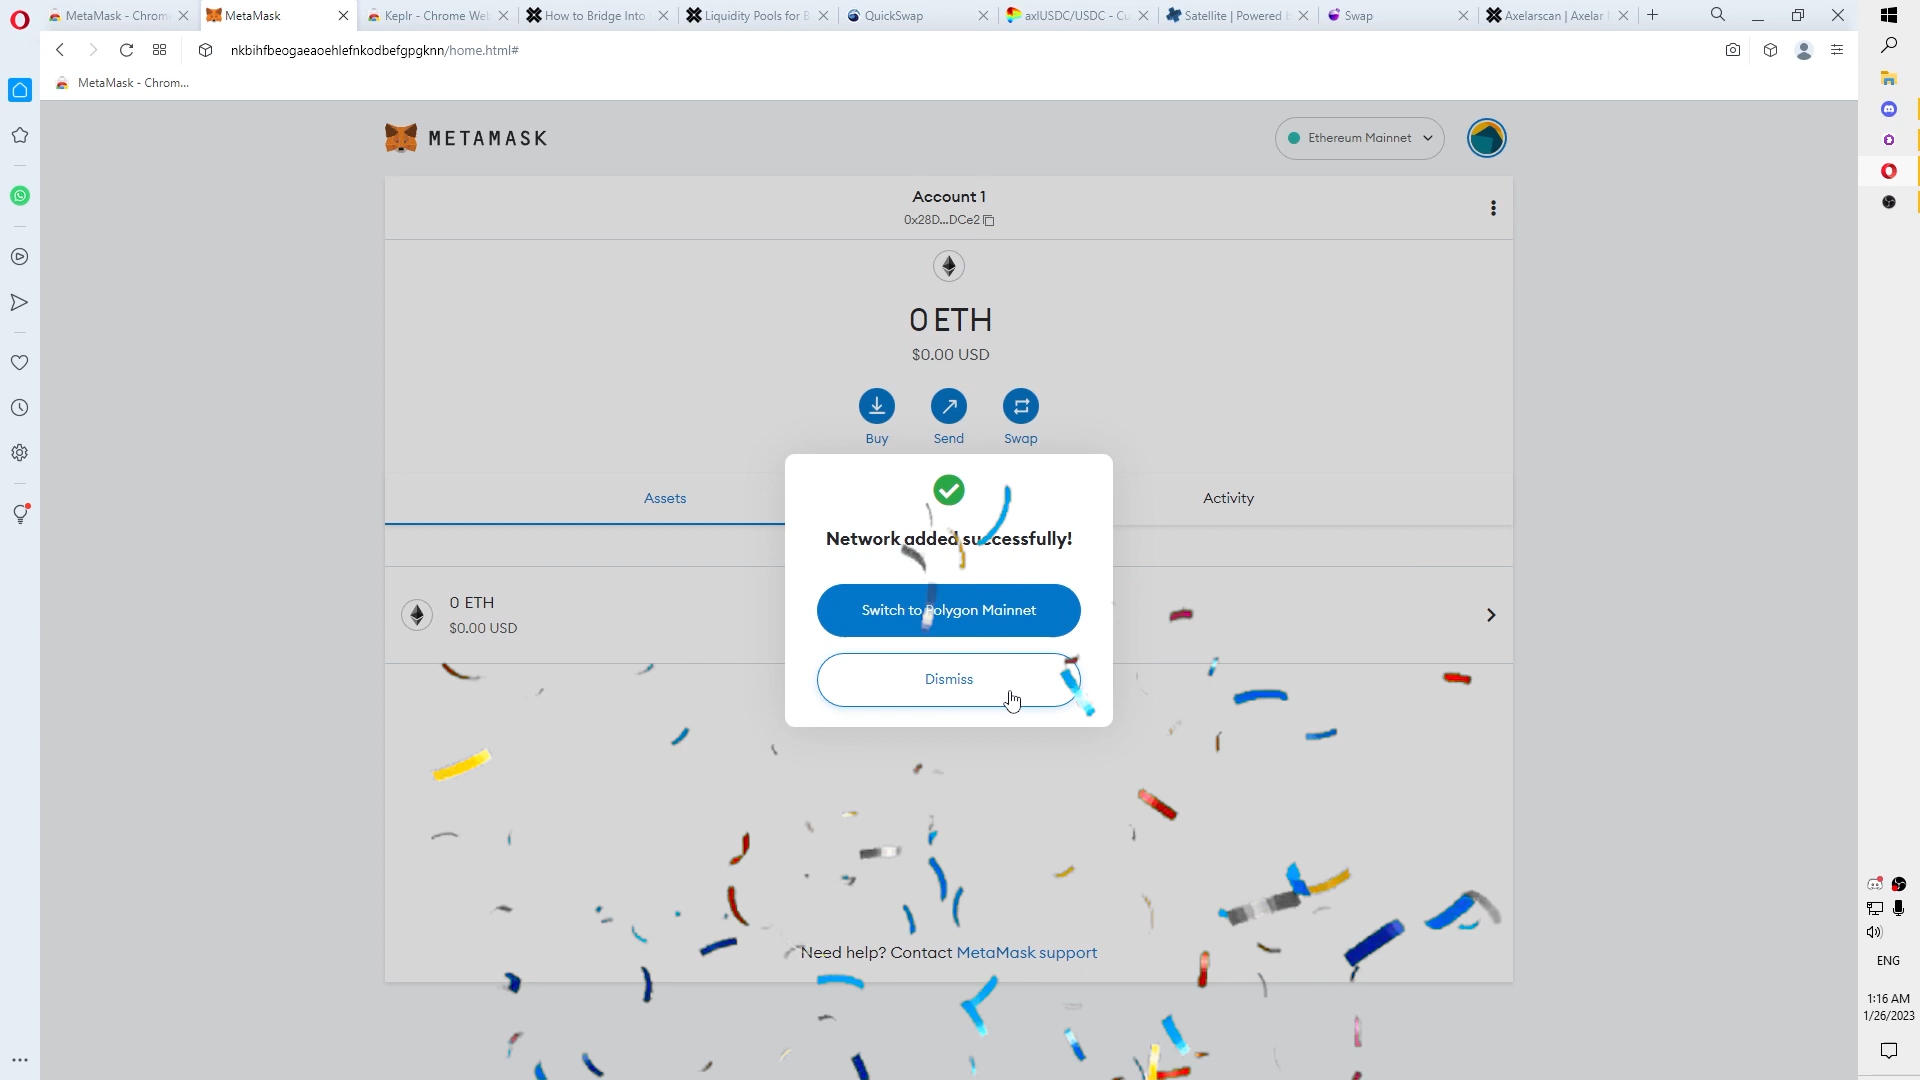 MetaMask - Chrom
MetaMask
Keplr - Chrome We
How to Bridge Into
Liquidity Pools for B
QuickSwap
axlUSDC/USDC - Cu
Satellite | Powered b
Swap
Axelarscan | Axelar
nkbihfbeogaeaoehlefnkodbefgpgknn/home.html#
MetaMask - Chrom...
METAMASK
Ethereum Mainnet
Account 1
0x28D...DCe2
0 ETH
$0.00 USD
Buy
Send
Swap
Assets
Activity
Network added successfully!
Switch to Polygon Mainnet
Dismiss
0 ETH
$0.00 USD
Need help? Contact MetaMask support
ENG
1:16 AM
1/26/2023